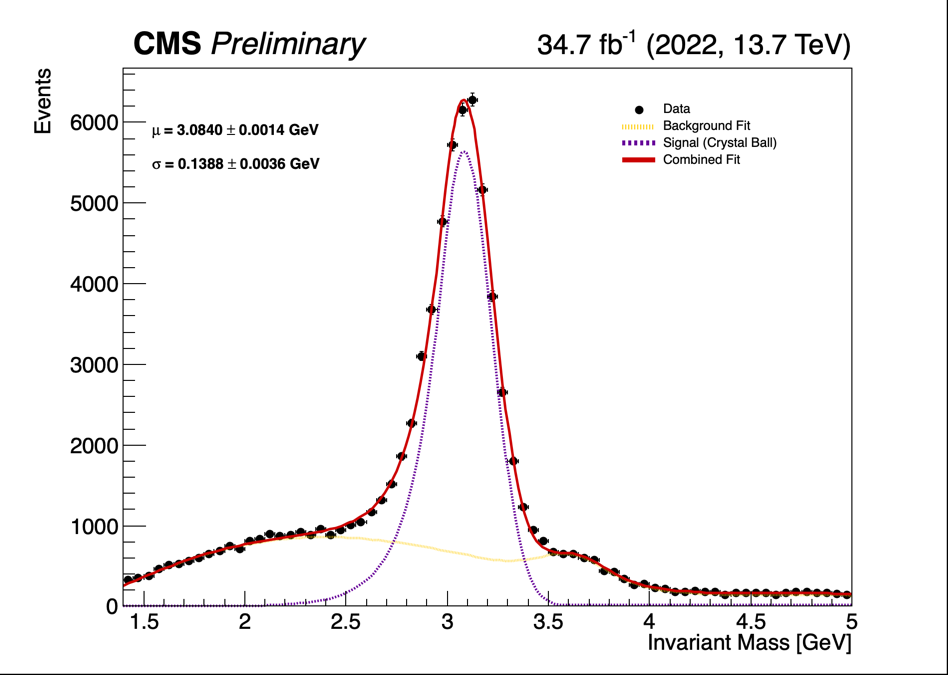 CMS Preliminary
34.7 fb⁻¹ (2022, 13.7 TeV)
Events
μ = 3.0840 ± 0.0014 GeV
σ = 0.1388 ± 0.0036 GeV
Data
Background Fit
Signal (Crystal Ball)
Combined Fit
6000
5000
4000
3000
2000
1000
0
1.5 2 2.5 3 3.5 4 4.5 5
Invariant Mass [GeV]